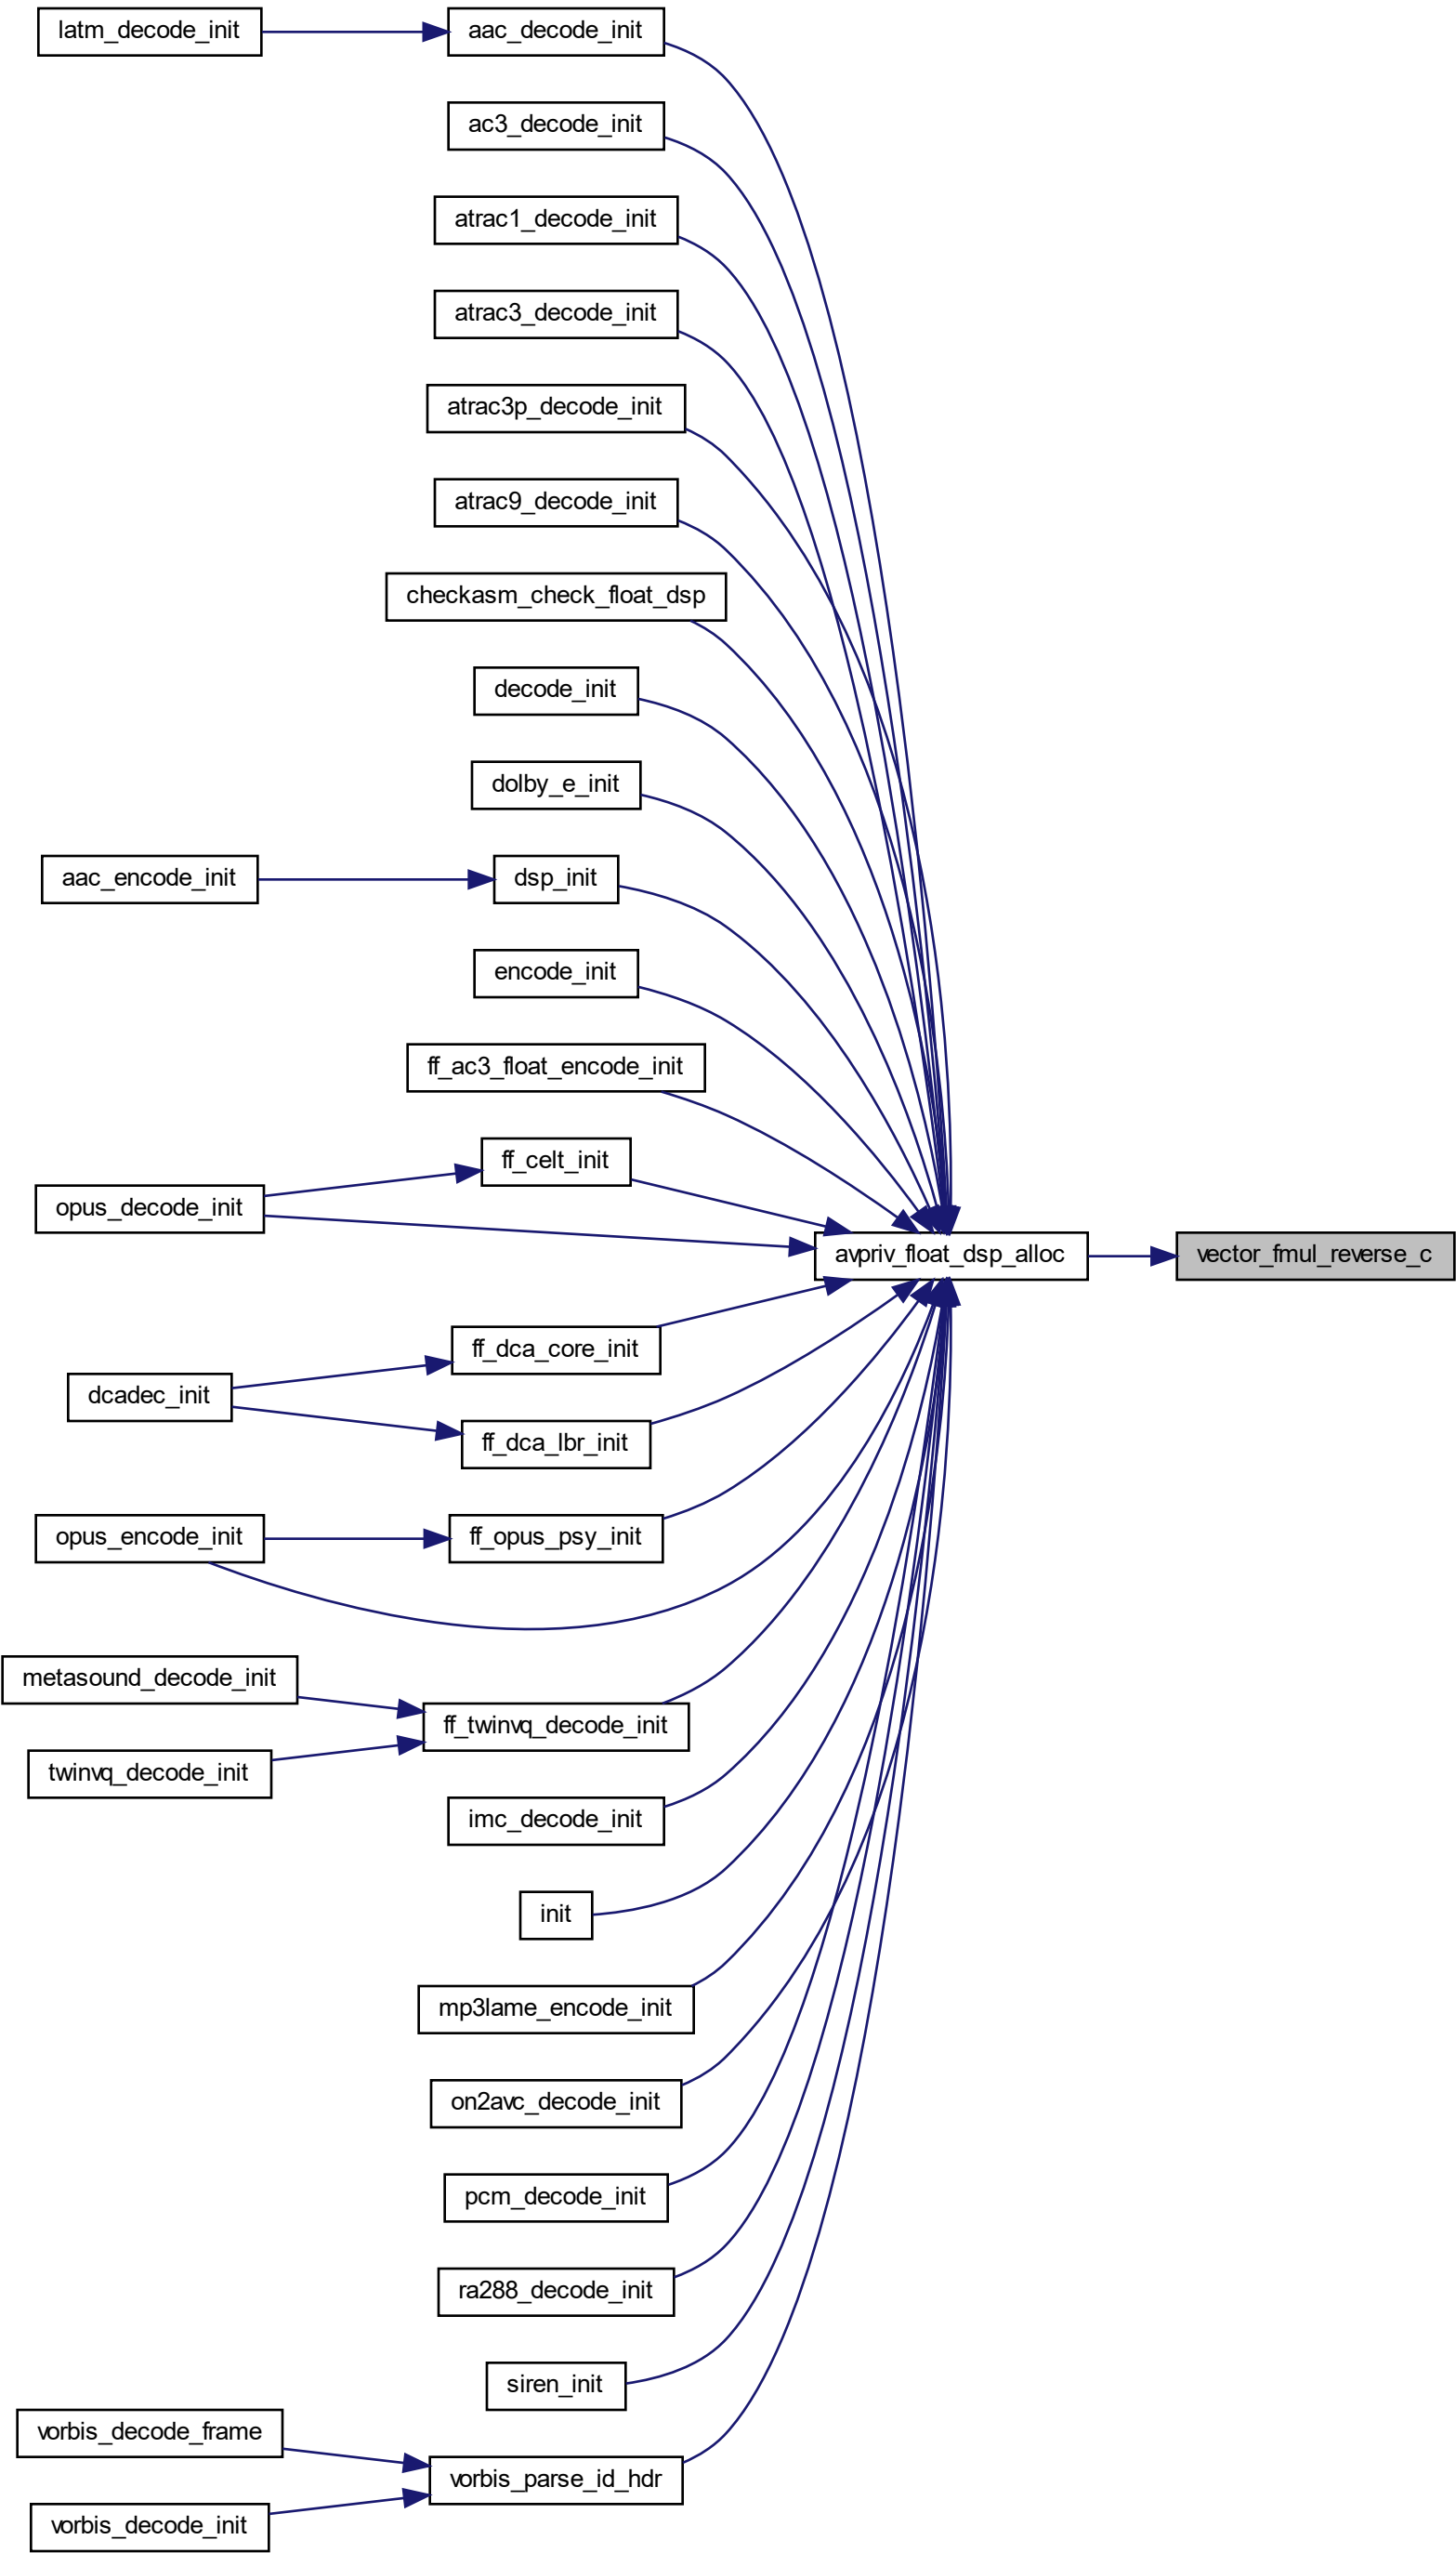 latm_decode_init
aac_decode_init
ac3_decode_init
atrac1_decode_init
atrac3_decode_init
atrac3p_decode_init
atrac9_decode_init
checkasm_check_float_dsp
decode_init
dolby_e_init
aac_encode_init
dsp_init
encode_init
ff_ac3_float_encode_init
ff_celt_init
opus_decode_init
avpriv_float_dsp_alloc
vector_fmul_reverse_c
ff_dca_core_init
dcadec_init
ff_dca_lbr_init
opus_encode_init
ff_opus_psy_init
metasound_decode_init
ff_twinvq_decode_init
twinvq_decode_init
imc_decode_init
init
mp3lame_encode_init
on2avc_decode_init
pcm_decode_init
ra288_decode_init
siren_init
vorbis_decode_frame
vorbis_parse_id_hdr
vorbis_decode_init